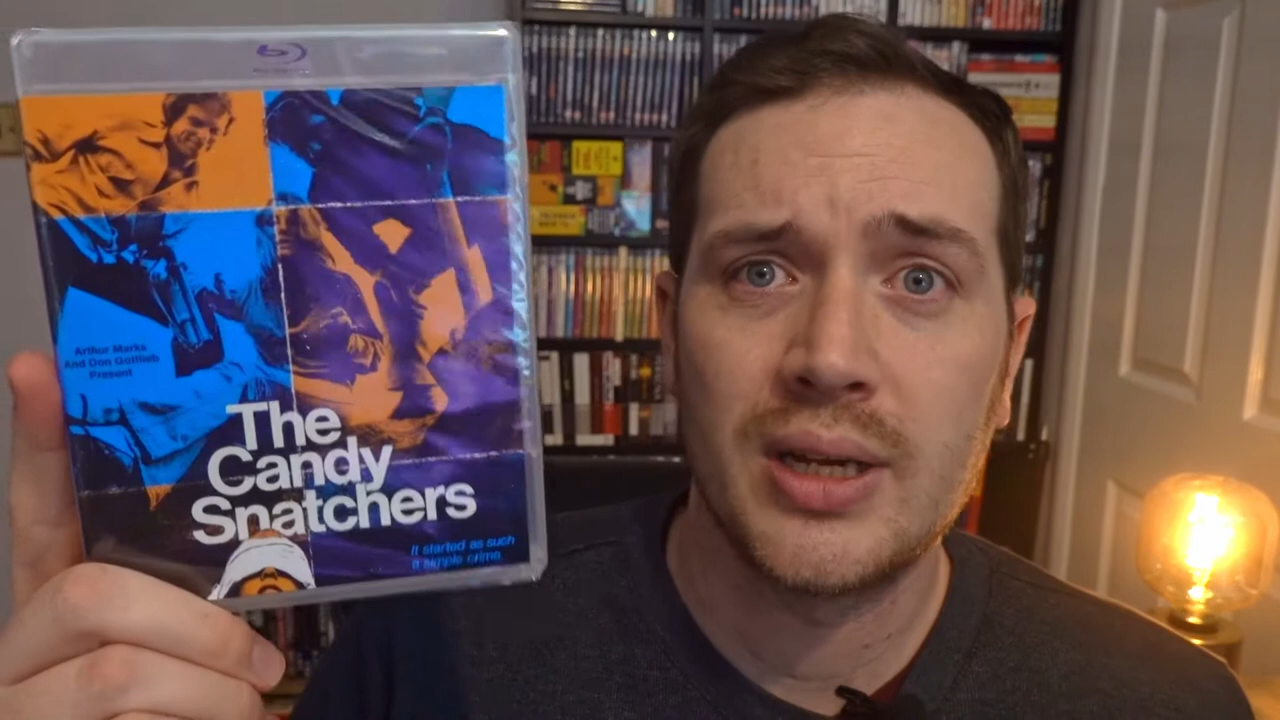 Arthur Marks
And Don Gottlieb
Present
The
Candy
Snatchers
It started as such
a simple crime.